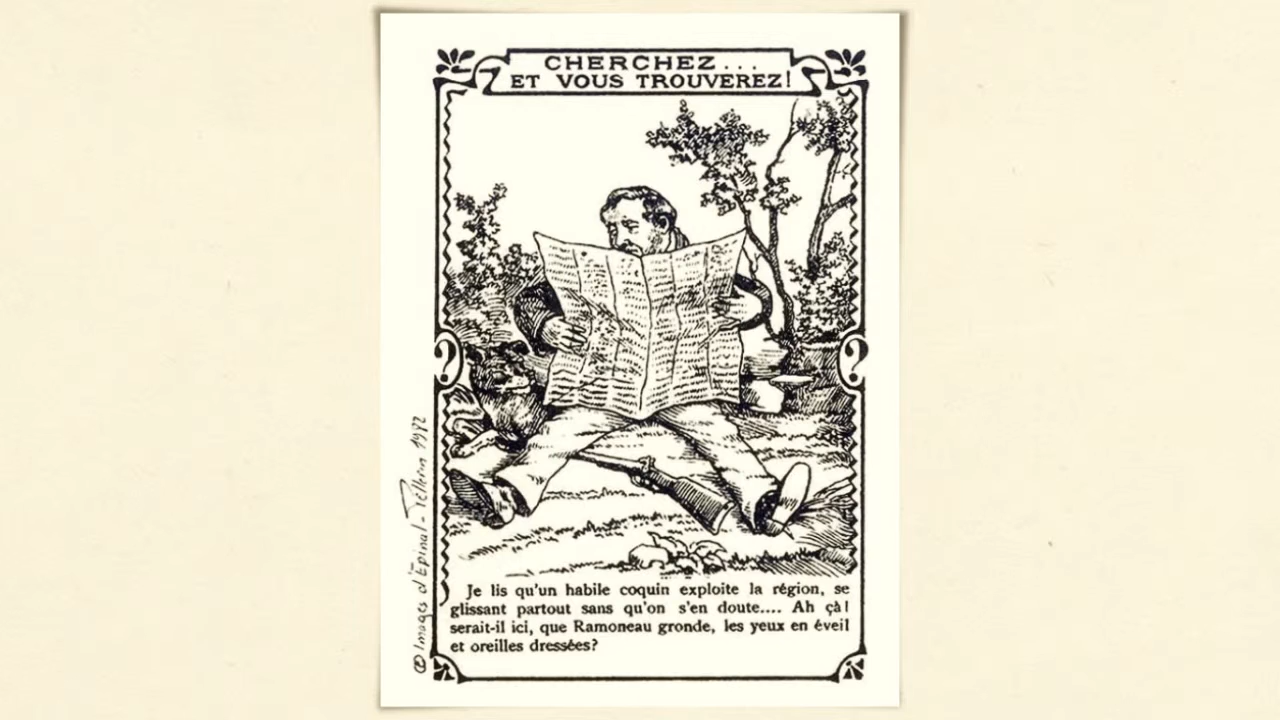 CHERCHEZ...
ET VOUS TROUVEREZ!
?
?
Je lis qu'un habile coquin exploite la région, se
glissant partout sans qu'on s'en doute.... Ah çà!
serait-il ici, que Ramoneau gronde, les yeux en éveil
et oreilles dressées?
© Images d'Épinal - Pellerin 1972